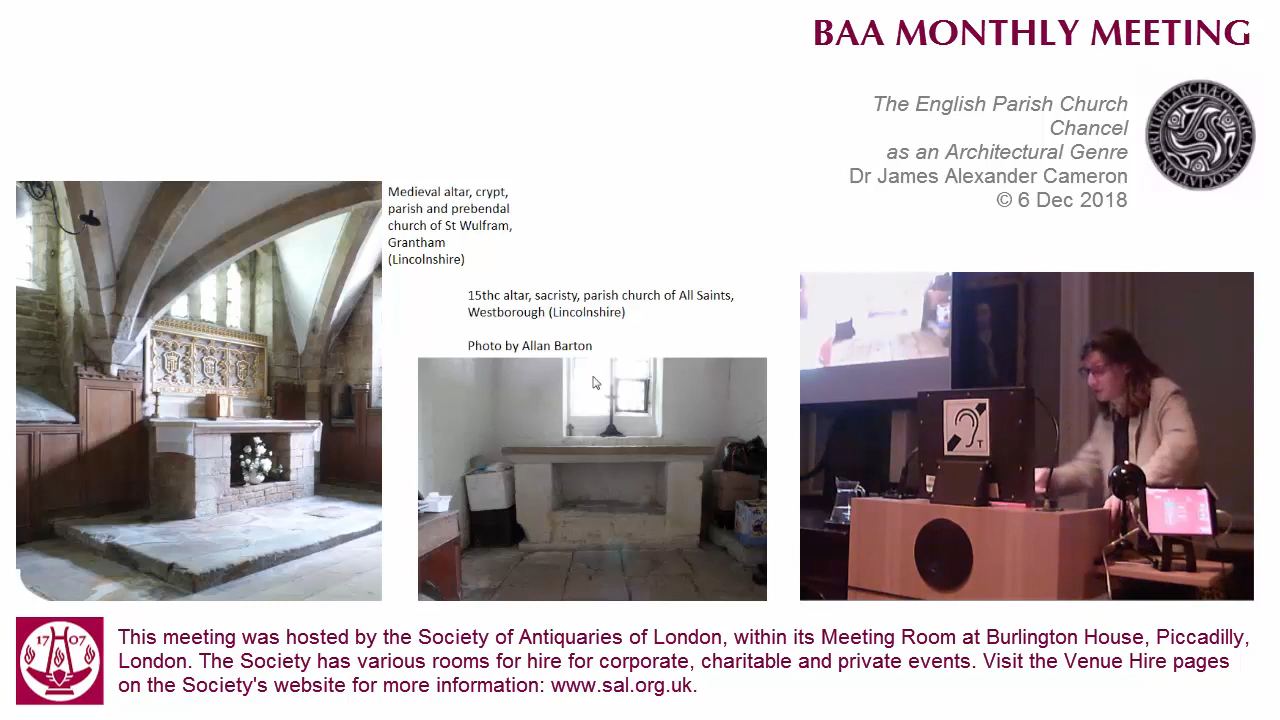 BAA MONTHLY MEETING
The English Parish Church
Chancel
as an Architectural Genre
Dr James Alexander Cameron
© 6 Dec 2018
BRITISH ARCHÆOLOGICAL ASSOCIATION
Medieval altar, crypt,
parish and prebendal
church of St Wulfram,
Grantham
(Lincolnshire)
15thc altar, sacristy, parish church of All Saints,
Westborough (Lincolnshire)
Photo by Allan Barton
T
1707
This meeting was hosted by the Society of Antiquaries of London, within its Meeting Room at Burlington House, Piccadilly,
London. The Society has various rooms for hire for corporate, charitable and private events. Visit the Venue Hire pages
on the Society's website for more information: www.sal.org.uk.